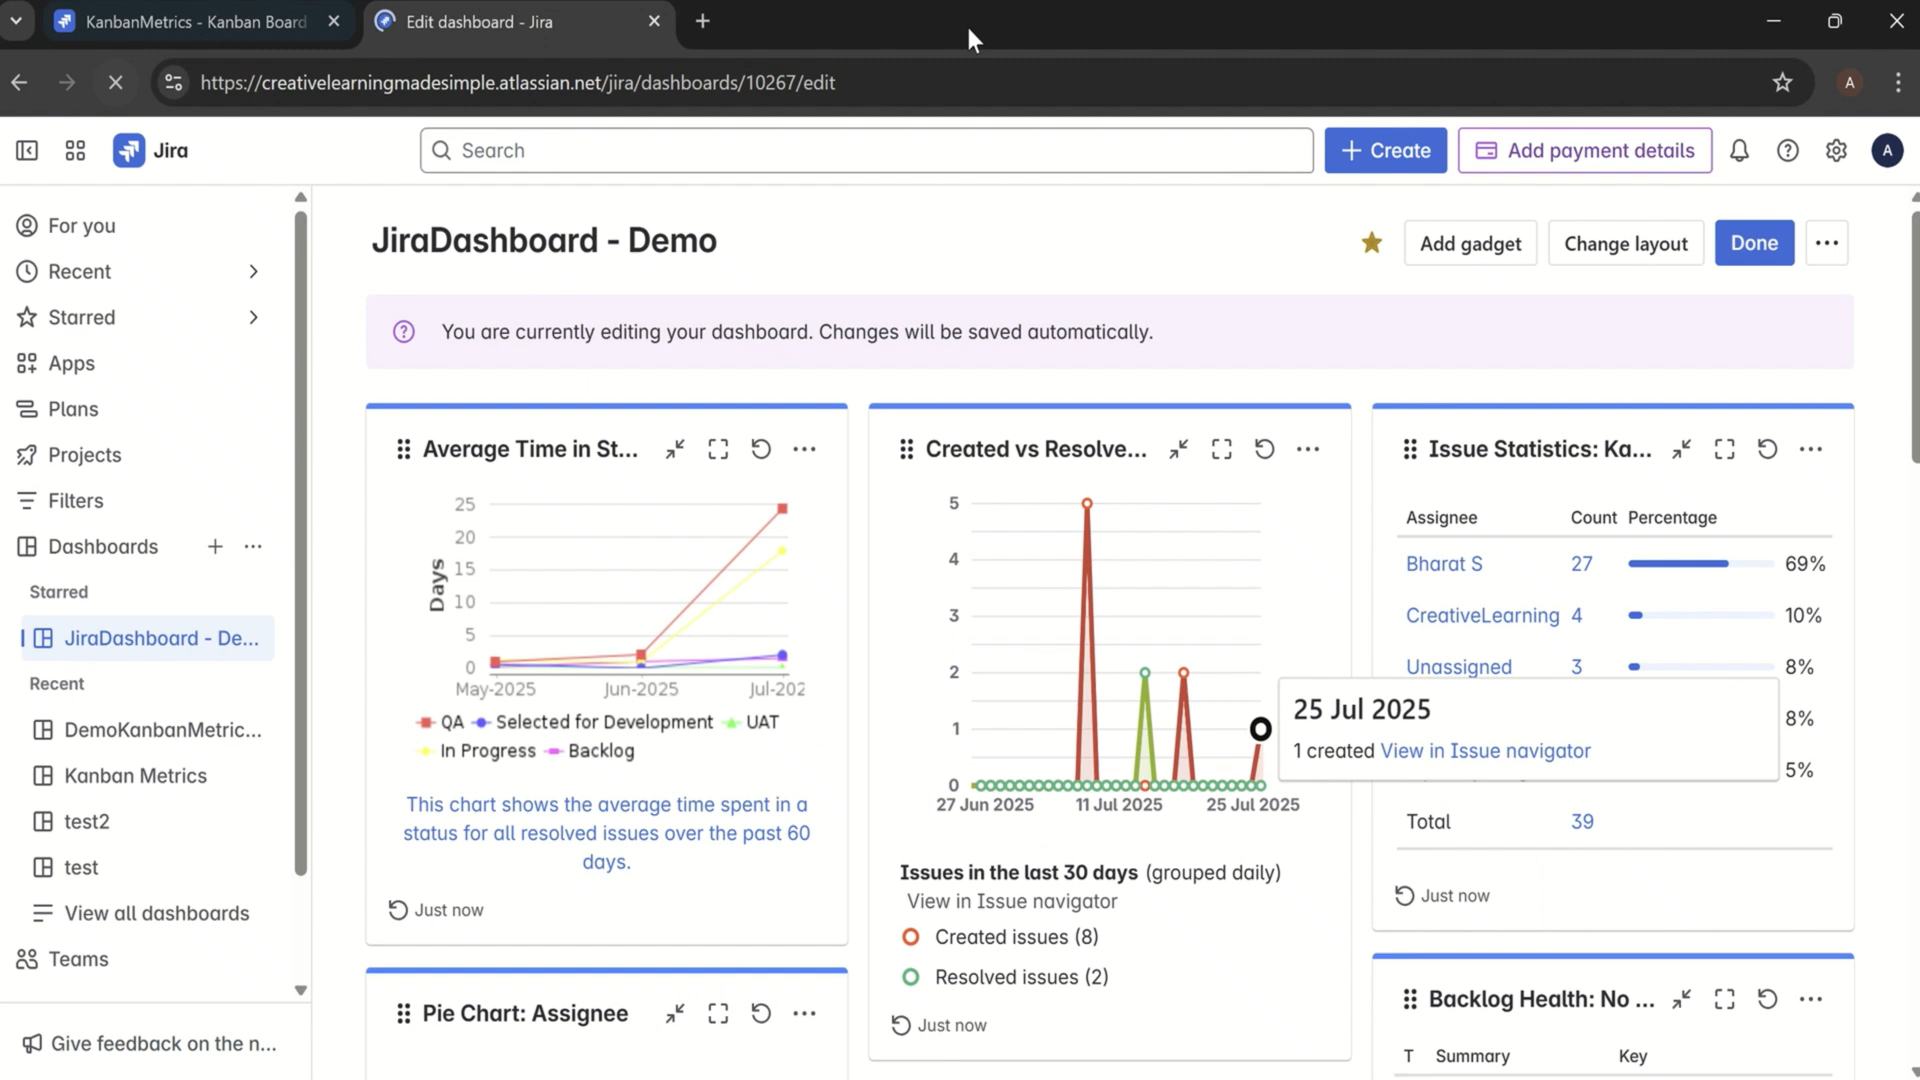 KanbanMetrics - Kanban Board
Edit dashboard - Jira
https://creativelearningmadesimple.atlassian.net/jira/dashboards/10267/edit
A
Jira
Search
Create
Add payment details
A
For you
Recent
Starred
Apps
Plans
Projects
Filters
Dashboards
Starred
JiraDashboard - De...
Recent
DemoKanbanMetric...
Kanban Metrics
test2
test
View all dashboards
Teams
Give feedback on the n...
JiraDashboard - Demo
Add gadget
Change layout
Done
You are currently editing your dashboard. Changes will be saved automatically.
Average Time in St...
25
20
15
10
5
0
Days
May-2025 Jun-2025 Jul-202
QA Selected for Development UAT
In Progress Backlog
This chart shows the average time spent in a
status for all resolved issues over the past 60
days.
Just now
Pie Chart: Assignee
Created vs Resolve...
5
4
3
2
1
0
27 Jun 2025 11 Jul 2025 25 Jul 2025
Issues in the last 30 days (grouped daily)
View in Issue navigator
Created issues (8)
Resolved issues (2)
Just now
25 Jul 2025
1 created View in Issue navigator
Issue Statistics: Ka...
Assignee Count Percentage
Bharat S 27 69%
CreativeLearning 4 10%
Unassigned 3 8%
8%
5%
Total 39
Just now
Backlog Health: No ...
T Summary Key